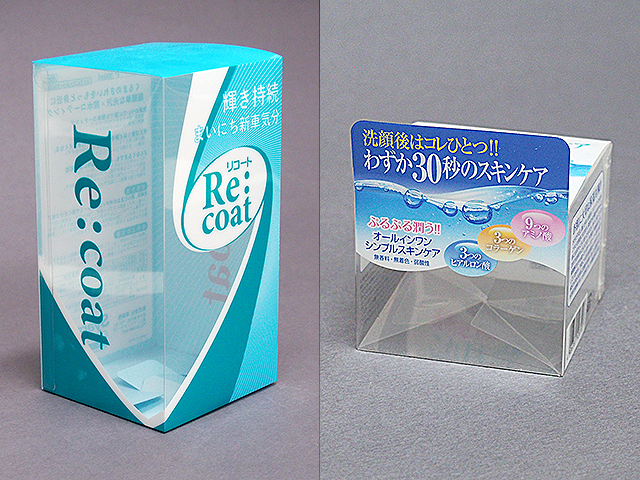 Re:coat
輝き持続
まいにち新車気分
リコート
Re:
coat
洗顔後はコレひとつ!!
わずか30秒のスキンケア
ぷるぷる潤う!!
オールインワン
シンプルスキンケア
無香料・無着色・弱酸性
9つの
アミノ酸
3つの
コラーゲン
3つの
ヒアルロン酸